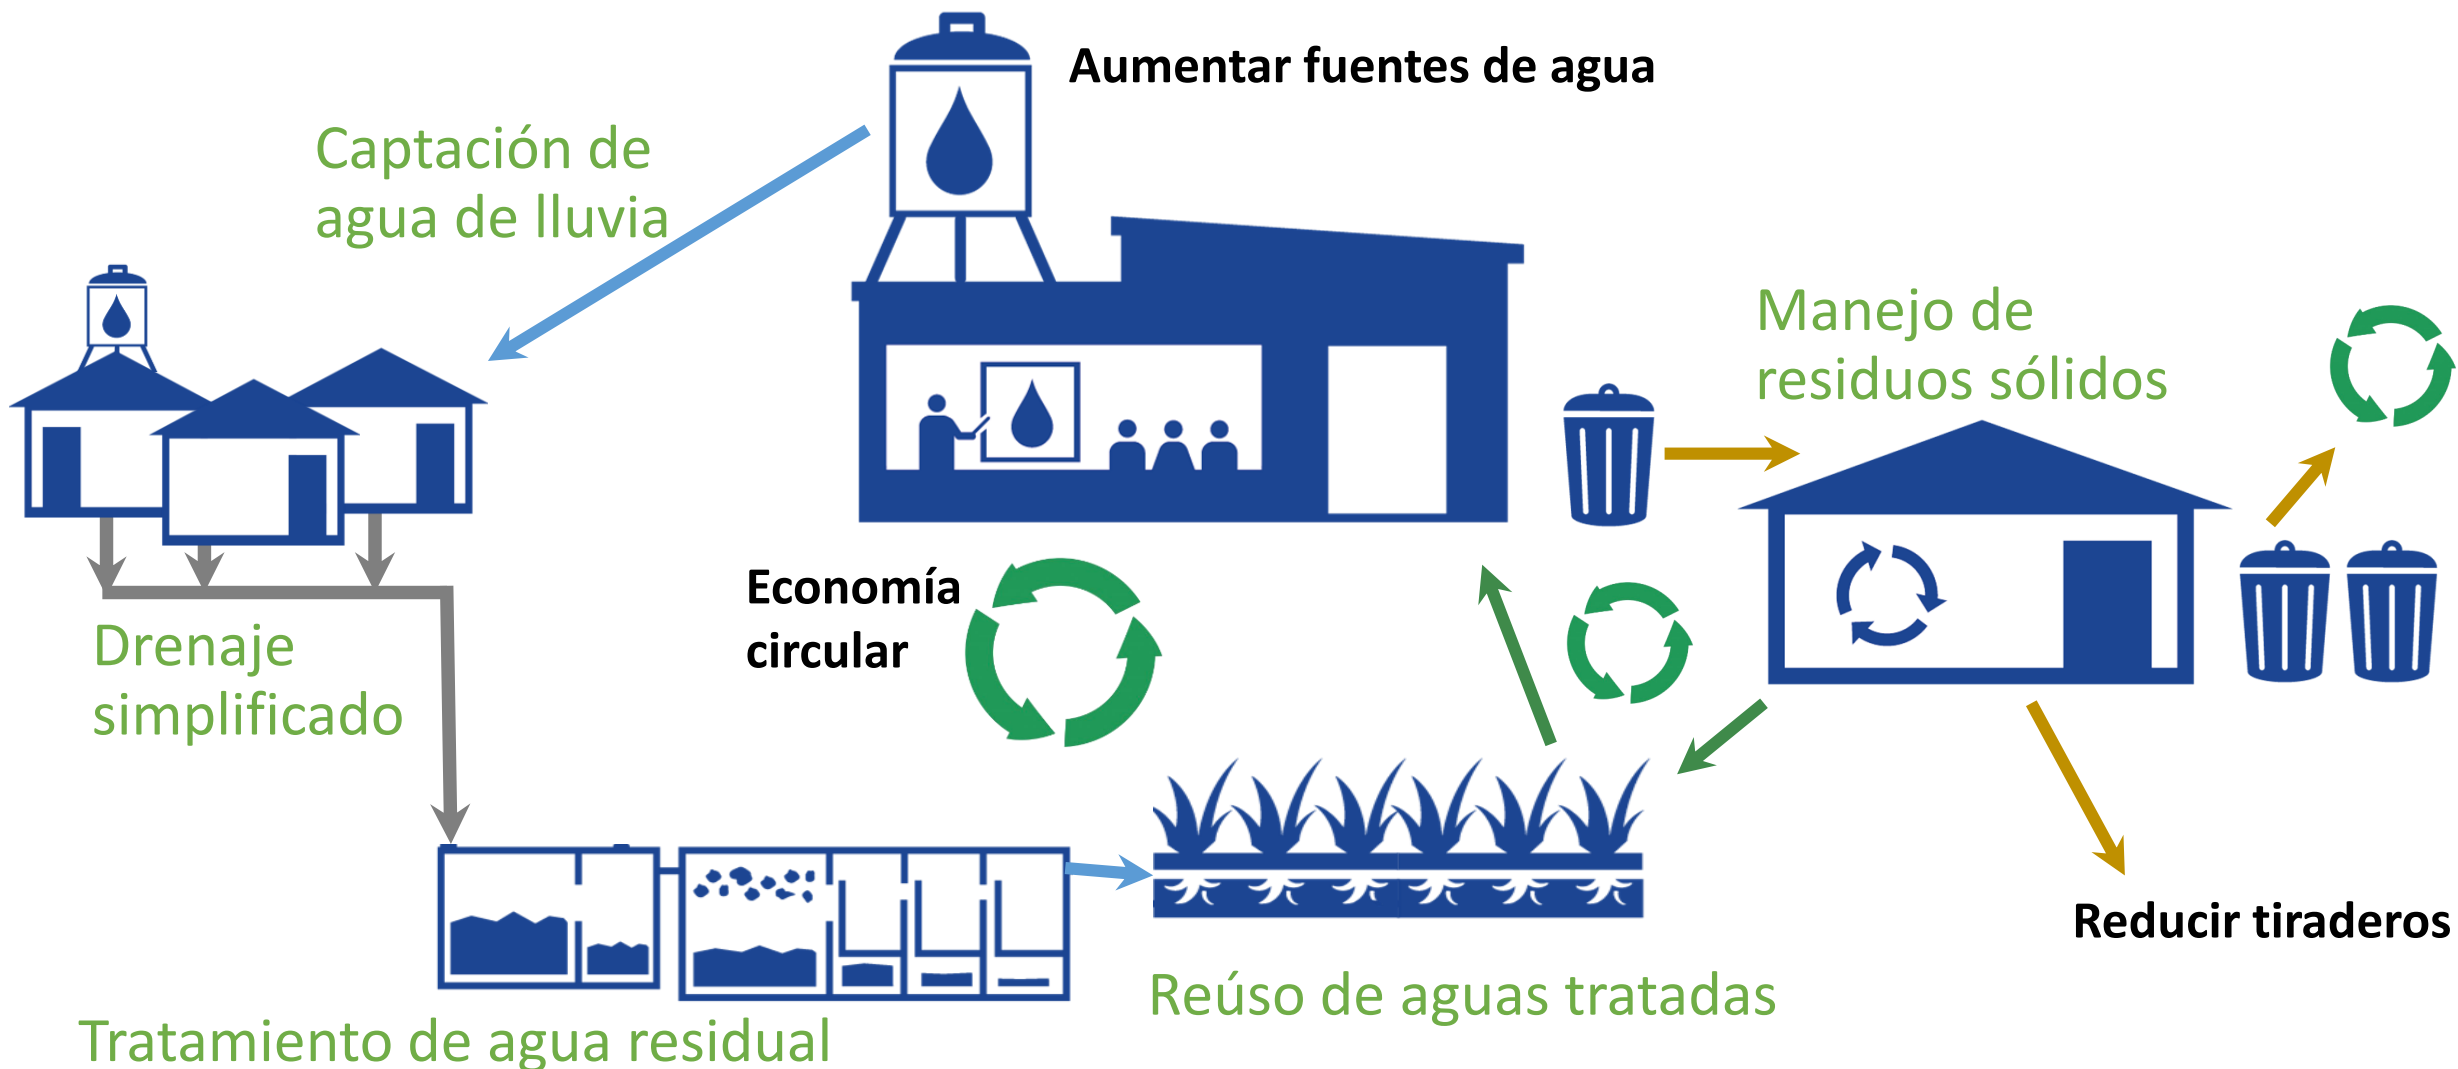 Aumentar fuentes de agua
Captación de
agua de lluvia
Manejo de
residuos sólidos
Economía
circular
Drenaje
simplificado
Reducir tiraderos
Reúso de aguas tratadas
Tratamiento de agua residual